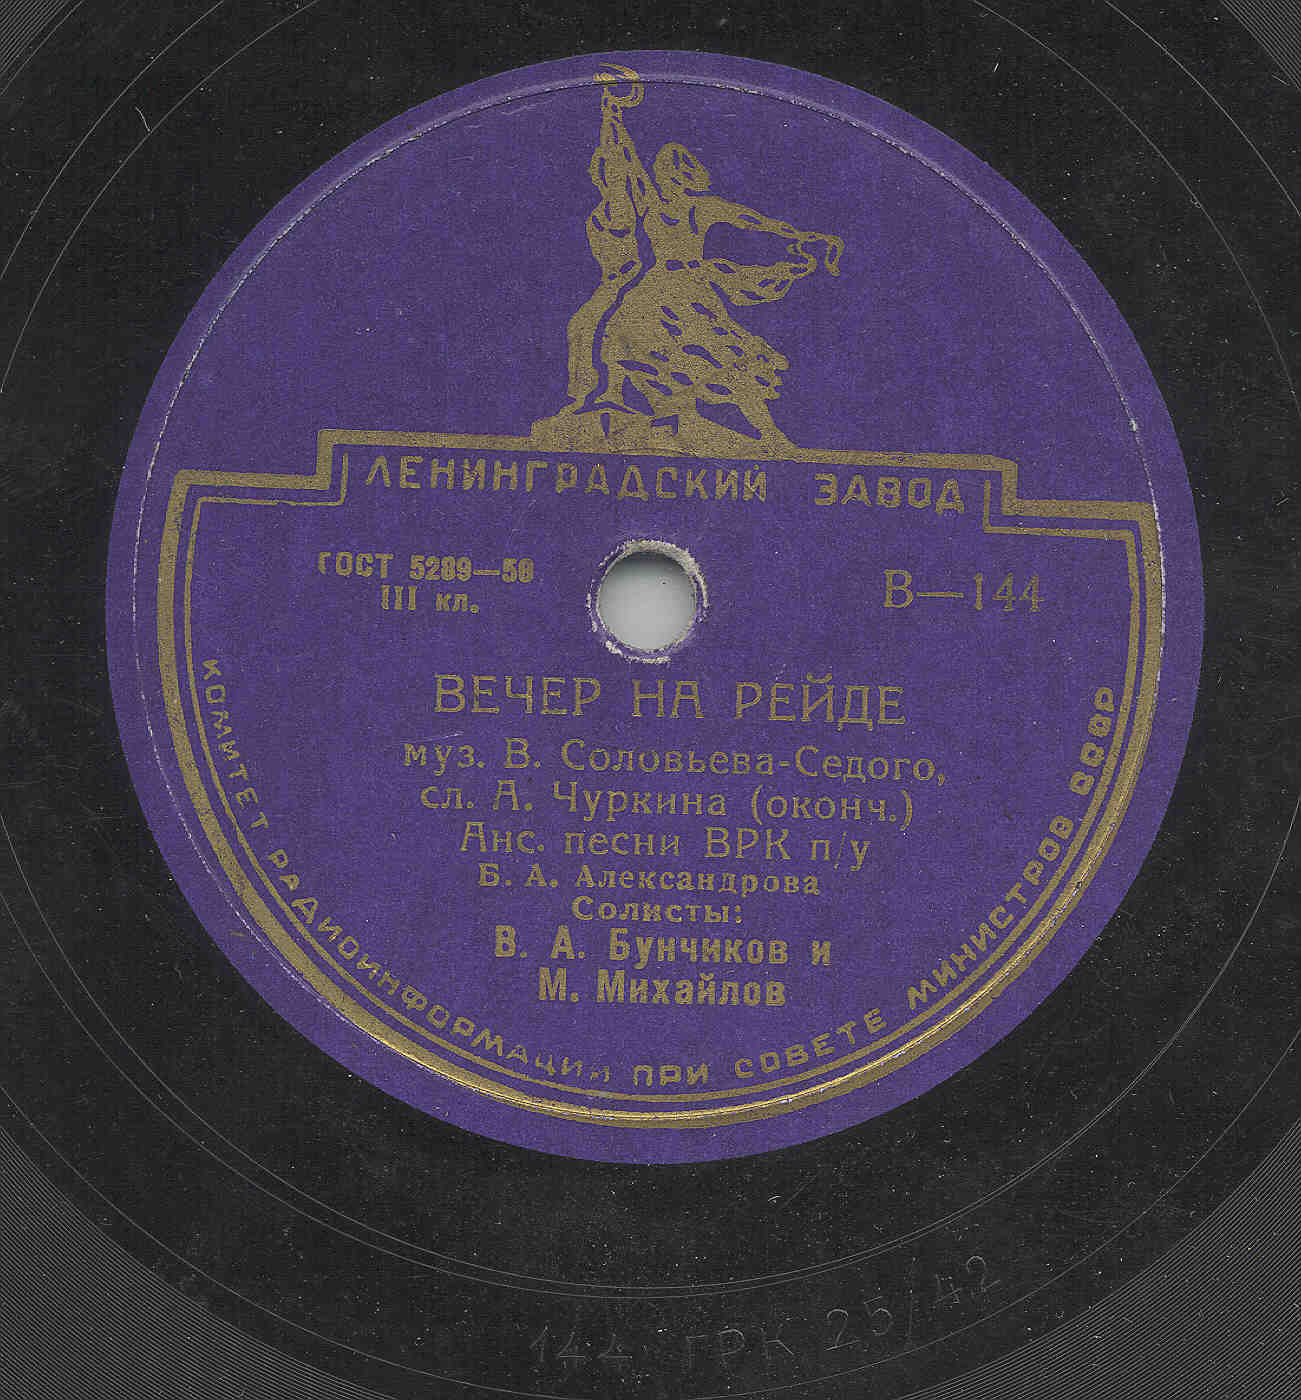 ЛЕНИНГРАДСКИЙ ЗАВОД
ГОСТ 5289—50
III кл.
В—144
ВЕЧЕР НА РЕЙДЕ
муз. В. Соловьева-Седого,
сл. А. Чуркина (оконч.)
Анс. песни ВРК п/у
Б. А. Александрова
Солисты:
В. А. Бунчиков и
М. Михайлов
КОМИТЕТ РАДИОИНФОРМАЦИИ ПРИ СОВЕТЕ МИНИСТРОВ СССР
144 ГРК 25/42